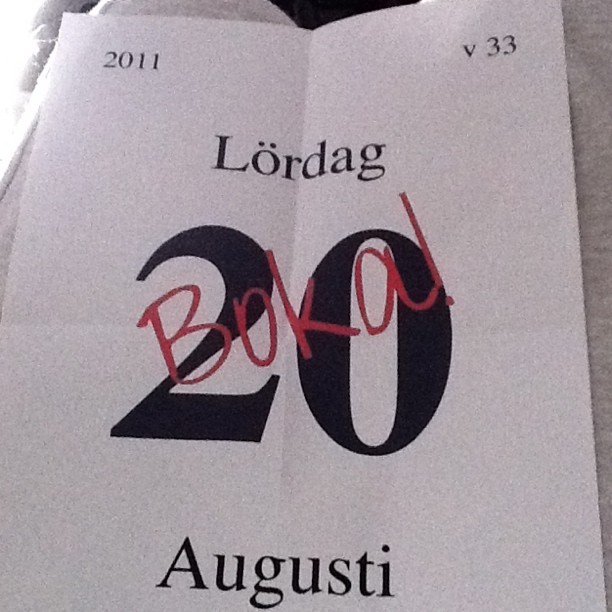 2011 v 33
Lördag
20
Boka!
Augusti